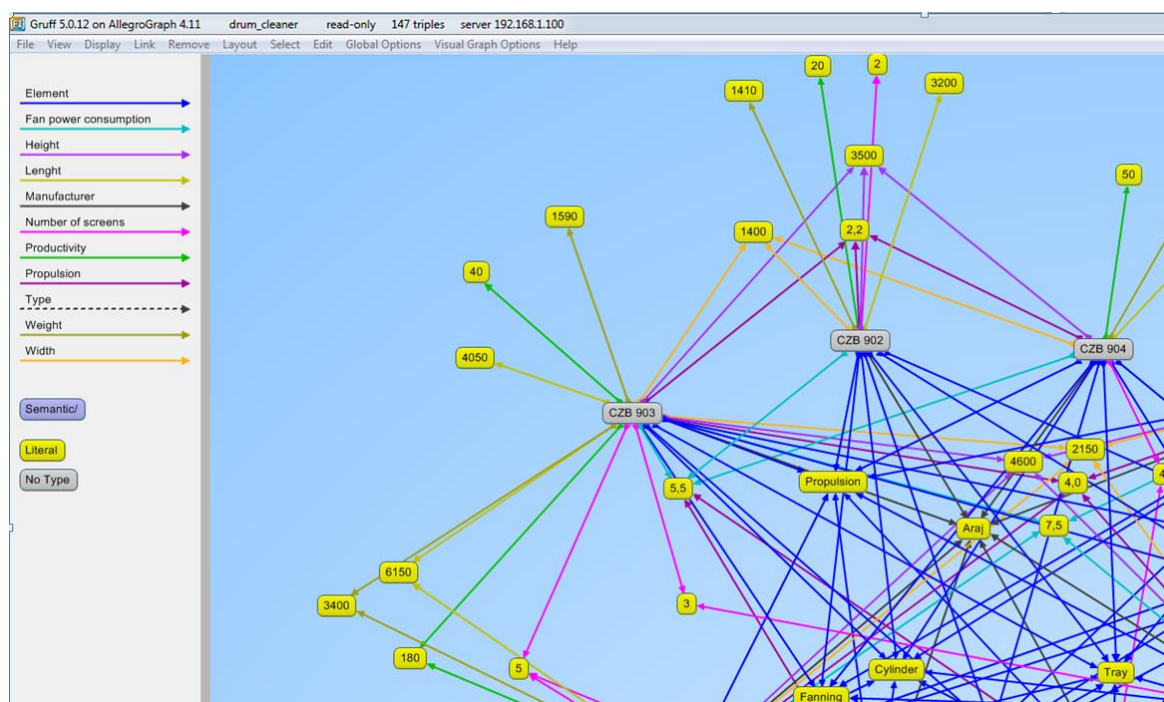 Gruff 5.0.12 on AllegroGraph 4.11 drum_cleaner read-only 147 triples server 192.168.1.100
File View Display Link Remove Layout Select Edit Global Options Visual Graph Options Help
Element
Fan power consumption
Height
Lenght
Manufacturer
Number of screens
Productivity
Propulsion
Type
Weight
Width
Semantic/
Literal
No Type
20
2
1410
3200
3500
50
1590
1400
2,2
40
CZB 902
CZB 904
4050
CZB 903
2150
4600
4
Propulsion
4,0
5,5
Araj
7,5
6150
3400
3
180
5
Cylinder
Tray
Fanning